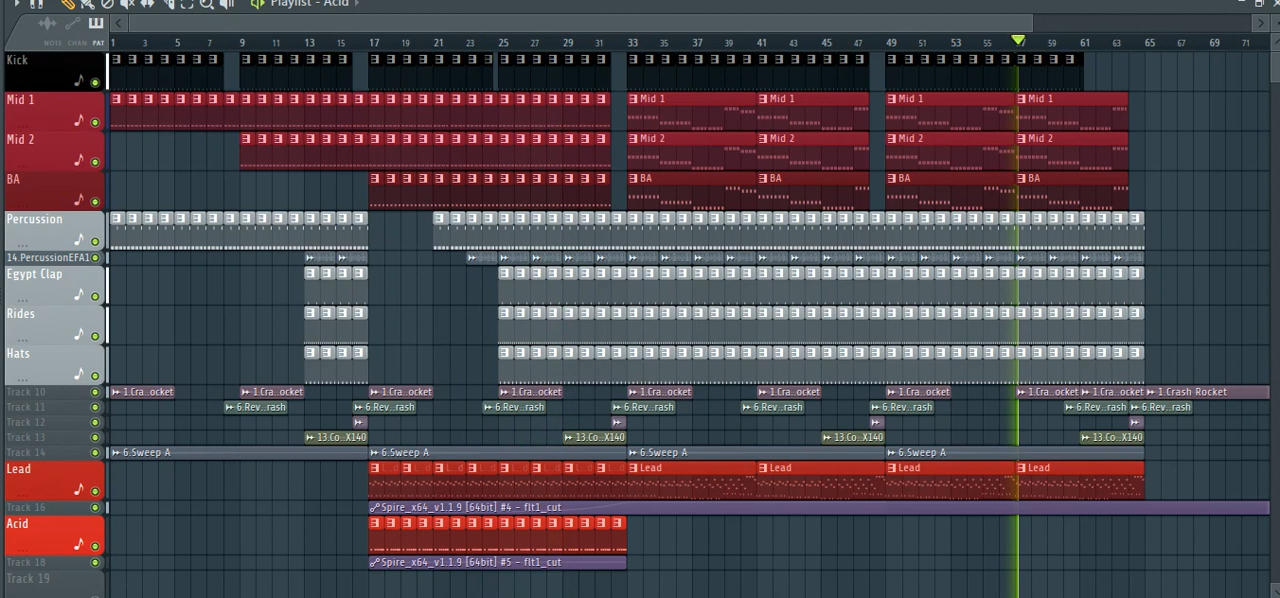 Playlist - Acid
NOTE CHAN PAT
1 3 5 7 9 11 13 15 17 19 21 23 25 27 29 31 33 35 37 39 41 43 45 47 49 51 53 55 57 59 61 63 65 67 69 71
Kick
Mid 1 Mid 1 Mid 1 Mid 1 Mid 1
Mid 2 Mid 2 Mid 2 Mid 2 Mid 2
BA BA BA BA BA
Percussion
14.PercussionEFA1
Egypt Clap
Rides
Hats
Track 10 1.Cra..ocket 1.Cra..ocket 1.Cra..ocket 1.Cra..ocket 1.Cra..ocket 1.Cra..ocket 1.Cra..ocket 1.Cra..ocket 1.Cra..ocket 1.Crash Rocket
Track 11 6.Rev..rash 6.Rev..rash 6.Rev..rash 6.Rev..rash 6.Rev..rash 6.Rev..rash 6.Rev..rash 6.Rev..rash
Track 12
Track 13 13.Co..X140 13.Co..X140 13.Co..X140 13.Co..X140
Track 14 6.Sweep A 6.Sweep A 6.Sweep A 6.Sweep A
Lead Lead Lead Lead Lead
Track 16 Spire_x64_v1.1.9 [64bit] #4 - flt1_cut
Acid
Track 18 Spire_x64_v1.1.9 [64bit] #5 - flt1_cut
Track 19